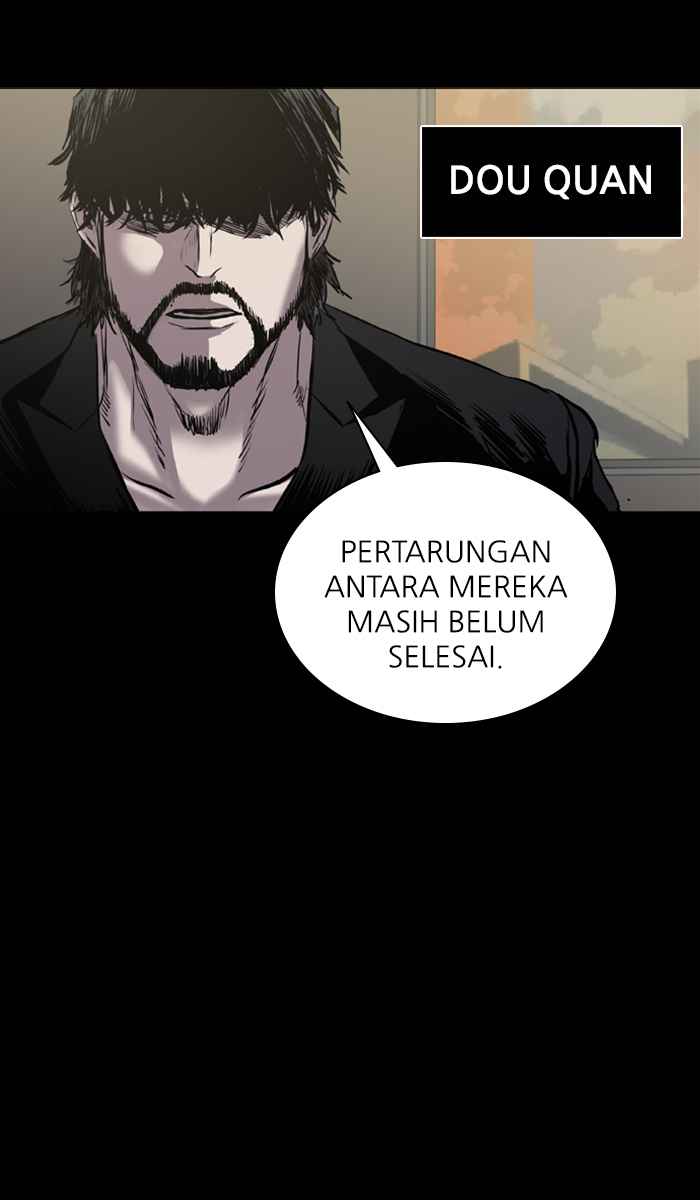 DOU QUAN
PERTARUNGAN
ANTARA MEREKA
MASIH BELUM
SELESAI.